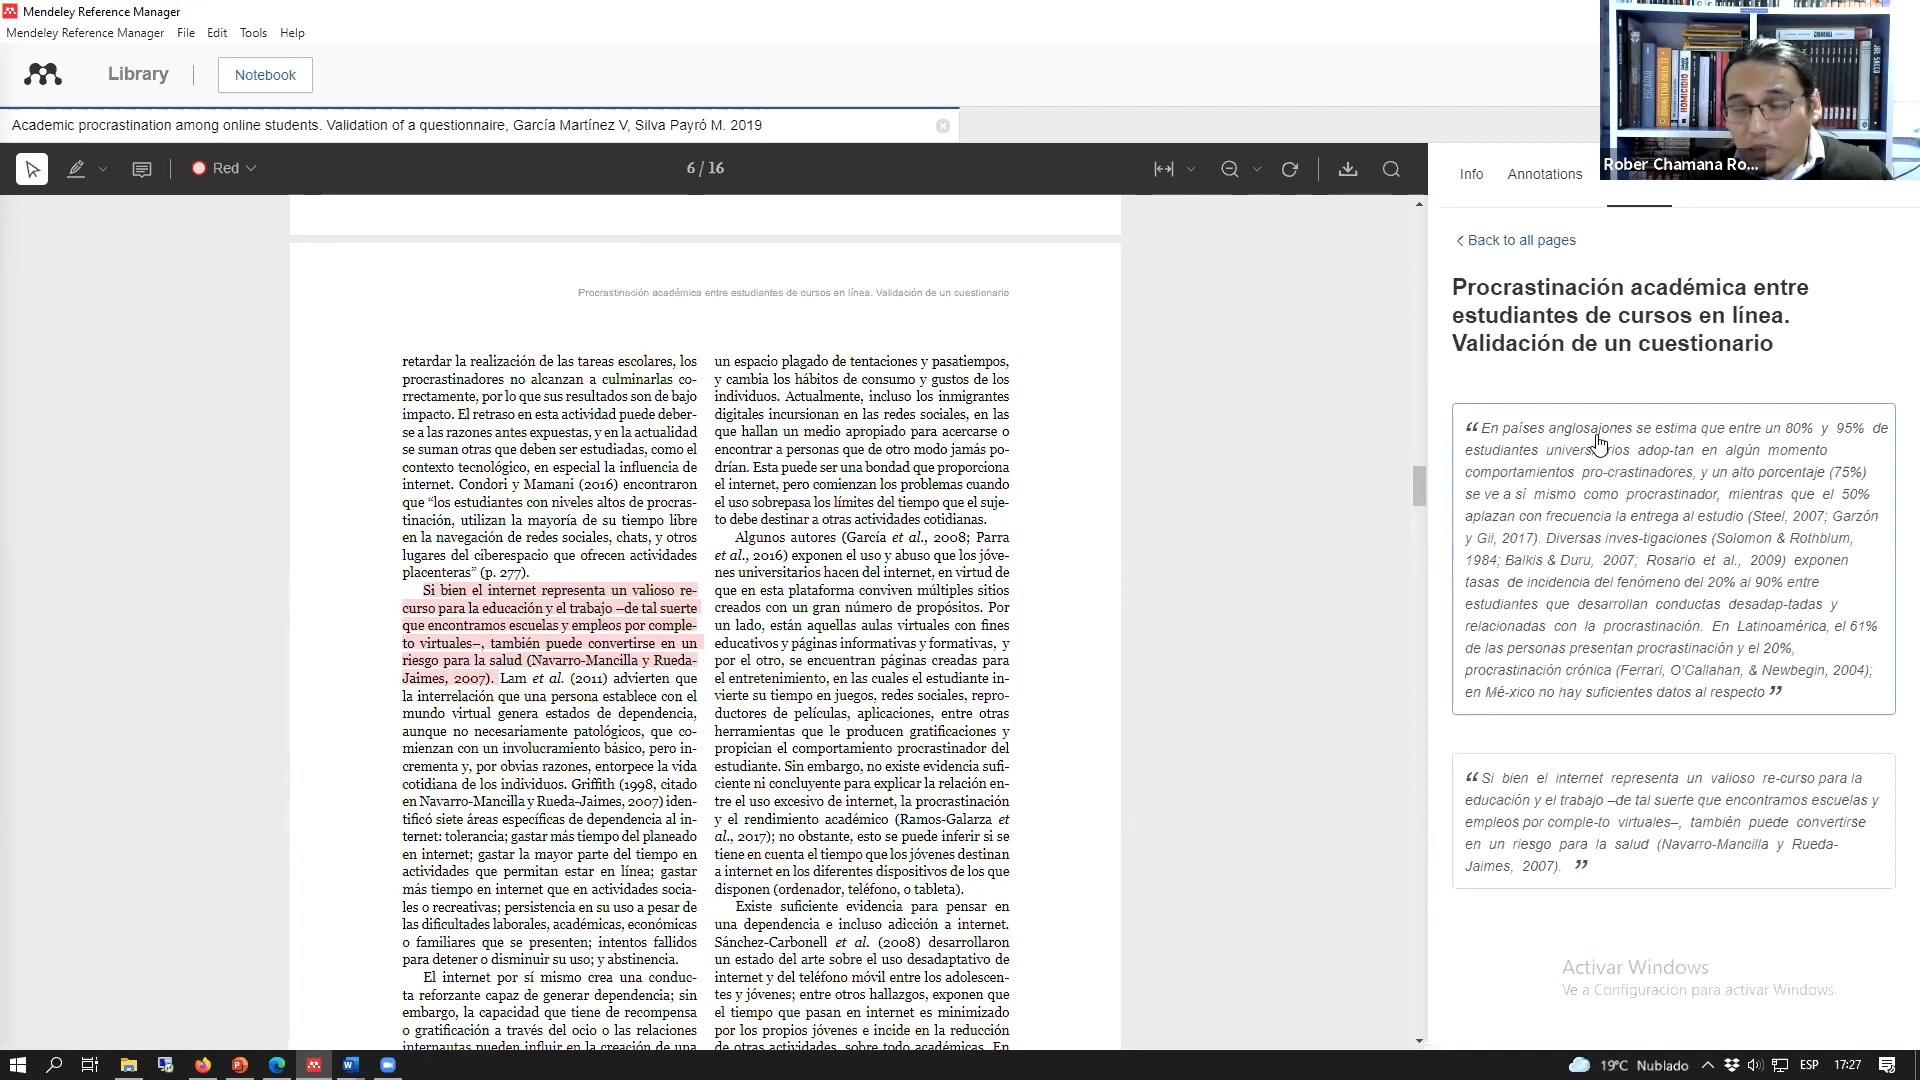 Mendeley Reference Manager
Mendeley Reference Manager File Edit Tools Help
Library
Notebook
Academic procrastination among online students. Validation of a questionnaire, García Martínez V, Silva Payró M. 2019
Red
6 / 16
Procrastinación académica entre estudiantes de cursos en línea. Validación de un cuestionario
retardar la realización de las tareas escolares, los
procrastinadores no alcanzan a culminarlas co-
rrectamente, por lo que sus resultados son de bajo
impacto. El retraso en esta actividad puede deber-
se a las razones antes expuestas, y en la actualidad
se suman otras que deben ser estudiadas, como el
contexto tecnológico, en especial la influencia de
internet. Condori y Mamani (2016) encontraron
que “los estudiantes con niveles altos de procras-
tinación, utilizan la mayoría de su tiempo libre
en la navegación de redes sociales, chats, y otros
lugares del ciberespacio que ofrecen actividades
placenteras” (p. 277).
Si bien el internet representa un valioso re-
curso para la educación y el trabajo –de tal suerte
que encontramos escuelas y empleos por comple-
to virtuales–, también puede convertirse en un
riesgo para la salud (Navarro-Mancilla y Rueda-
Jaimes, 2007). Lam et al. (2011) advierten que
la interrelación que una persona establece con el
mundo virtual genera estados de dependencia,
aunque no necesariamente patológicos, que co-
mienzan con un involucramiento básico, pero in-
crementa y, por obvias razones, entorpece la vida
cotidiana de los individuos. Griffith (1998, citado
en Navarro-Mancilla y Rueda-Jaimes, 2007) iden-
tificó siete áreas específicas de dependencia al in-
ternet: tolerancia; gastar más tiempo del planeado
en internet; gastar la mayor parte del tiempo en
actividades que permitan estar en línea; gastar
más tiempo en internet que en actividades socia-
les o recreativas; persistencia en su uso a pesar de
las dificultades laborales, académicas, económicas
o familiares que se presenten; intentos fallidos
para detener o disminuir su uso; y abstinencia.
El internet por sí mismo crea una conduc-
ta reforzante capaz de generar dependencia; sin
embargo, la capacidad que tiene de recompensa
o gratificación a través del ocio o las relaciones
internautas pueden influir en la creación de una
un espacio plagado de tentaciones y pasatiempos,
y cambia los hábitos de consumo y gustos de los
individuos. Actualmente, incluso los inmigrantes
digitales incursionan en las redes sociales, en las
que hallan un medio apropiado para acercarse o
encontrar a personas que de otro modo jamás po-
drían. Esta puede ser una bondad que proporciona
el internet, pero comienzan los problemas cuando
el uso sobrepasa los límites del tiempo que el suje-
to debe destinar a otras actividades cotidianas.
Algunos autores (García et al., 2008; Parra
et al., 2016) exponen el uso y abuso que los jóve-
nes universitarios hacen del internet, en virtud de
que en esta plataforma conviven múltiples sitios
creados con un gran número de propósitos. Por
un lado, están aquellas aulas virtuales con fines
educativos y páginas informativas y formativas, y
por el otro, se encuentran páginas creadas para
el entretenimiento, en las cuales el estudiante in-
vierte su tiempo en juegos, redes sociales, repro-
ductores de películas, aplicaciones, entre otras
herramientas que le producen gratificaciones y
propician el comportamiento procrastinador del
estudiante. Sin embargo, no existe evidencia sufi-
ciente ni concluyente para explicar la relación en-
tre el uso excesivo de internet, la procrastinación
y el rendimiento académico (Ramos-Galarza et
al., 2017); no obstante, esto se puede inferir si se
tiene en cuenta el tiempo que los jóvenes destinan
a internet en los diferentes dispositivos de los que
disponen (ordenador, teléfono, o tableta).
Existe suficiente evidencia para pensar en
una dependencia e incluso adicción a internet.
Sánchez-Carbonell et al. (2008) desarrollaron
un estado del arte sobre el uso desadaptativo de
internet y del teléfono móvil entre los adolescen-
tes y jóvenes; entre otros hallazgos, exponen que
el tiempo que pasan en internet es minimizado
por los propios jóvenes e incide en la reducción
de otras actividades, sobre todo académicas. En
Rober Chamana Ro...
Info Annotations
Back to all pages
Procrastinación académica entre
estudiantes de cursos en línea.
Validación de un cuestionario
“ En países anglosajones se estima que entre un 80% y 95% de
estudiantes universitarios adop-tan en algún momento
comportamientos pro-crastinadores, y un alto porcentaje (75%)
se ve a sí mismo como procrastinador, mientras que el 50%
aplazan con frecuencia la entrega al estudio (Steel, 2007; Garzón
y Gil, 2017). Diversas inves-tigaciones (Solomon & Rothblum,
1984; Balkis & Duru, 2007; Rosario et al., 2009) exponen
tasas de incidencia del fenómeno del 20% al 90% entre
estudiantes que desarrollan conductas desadap-tadas y
relacionadas con la procrastinación. En Latinoamérica, el 61%
de las personas presentan procrastinación y el 20%,
procrastinación crónica (Ferrari, O’Callahan, & Newbegin, 2004);
en Mé-xico no hay suficientes datos al respecto ”
“ Si bien el internet representa un valioso re-curso para la
educación y el trabajo –de tal suerte que encontramos escuelas y
empleos por comple-to virtuales–, también puede convertirse
en un riesgo para la salud (Navarro-Mancilla y Rueda-
Jaimes, 2007). ”
Activar Windows
Ve a Configuración para activar Windows.
19°C Nublado
ESP
17:27